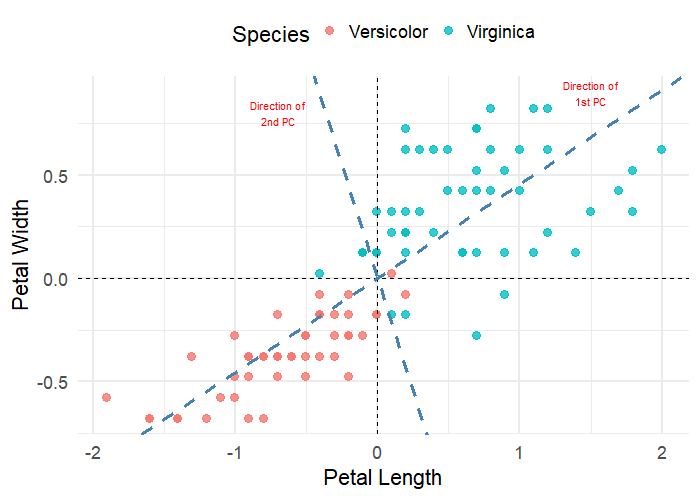 Species Versicolor Virginica
Direction of
1st PC
Direction of
2nd PC
0.5
0.0
-0.5
Petal Width
-2 -1 0 1 2
Petal Length